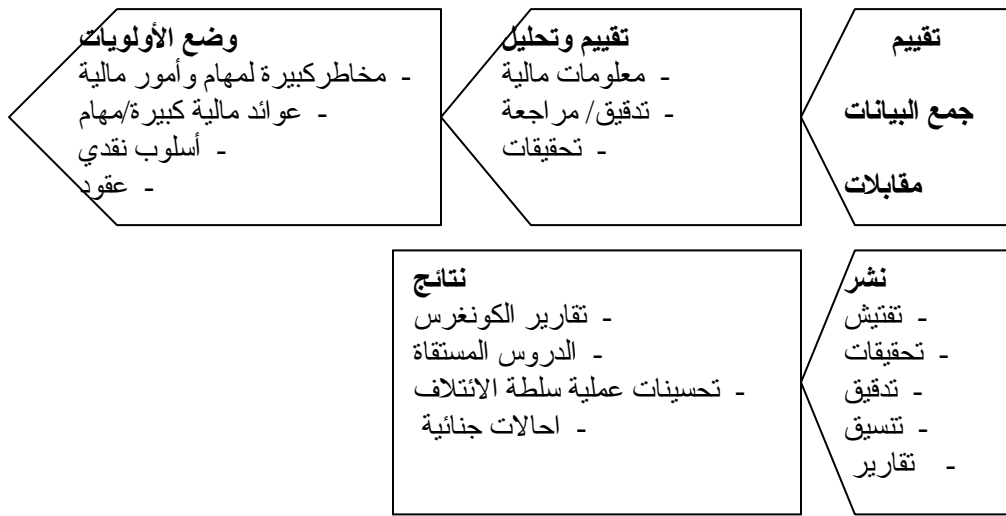 تقييم
جمع البيانات
مقابلات
تقييم وتحليل
- معلومات مالية
- تدقيق/ مراجعة
- تحقيقات
وضع الأولويات
- مخاطركبيرة لمهام وأمور مالية
- عوائد مالية كبيرة/مهام
- أسلوب نقدي
- عقود
نشر
- تفتيش
- تحقيقات
- تدقيق
- تنسيق
- تقارير
نتائج
- تقارير الكونغرس
- الدروس المستقاة
- تحسينات عملية سلطة الائتلاف
- احالات جنائية